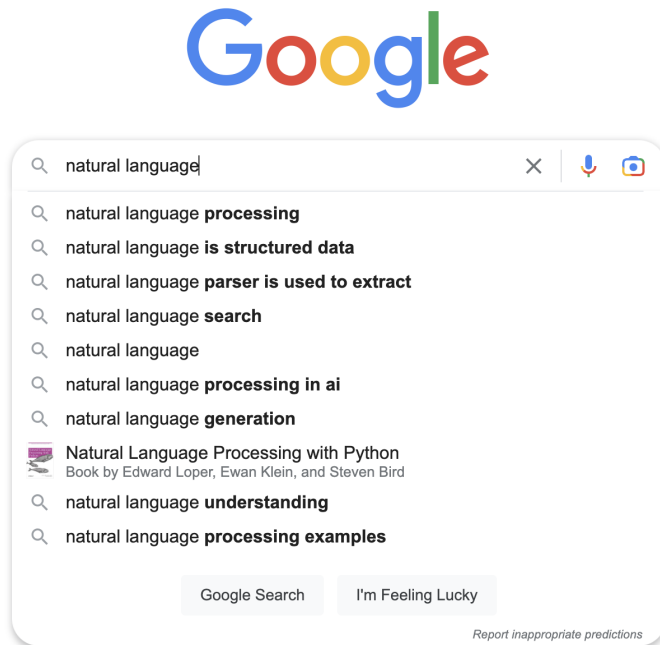 Google
natural language
natural language processing
natural language is structured data
natural language parser is used to extract
natural language search
natural language
natural language processing in ai
natural language generation
Natural Language Processing with Python
Book by Edward Loper, Ewan Klein, and Steven Bird
natural language understanding
natural language processing examples
Google Search I'm Feeling Lucky
Report inappropriate predictions